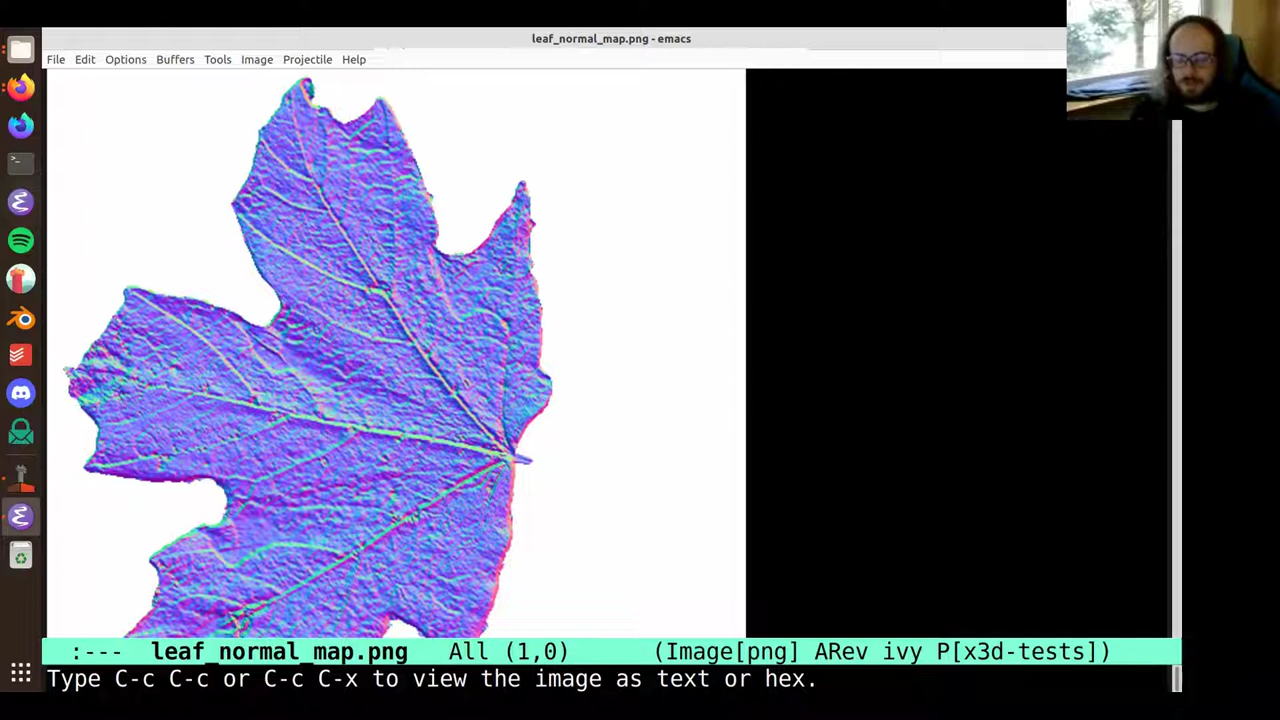 leaf_normal_map.png - emacs
File Edit Options Buffers Tools Image Projectile Help
:--- leaf_normal_map.png All (1,0) (Image[png] ARev ivy P[x3d-tests])
Type C-c C-c or C-c C-x to view the image as text or hex.